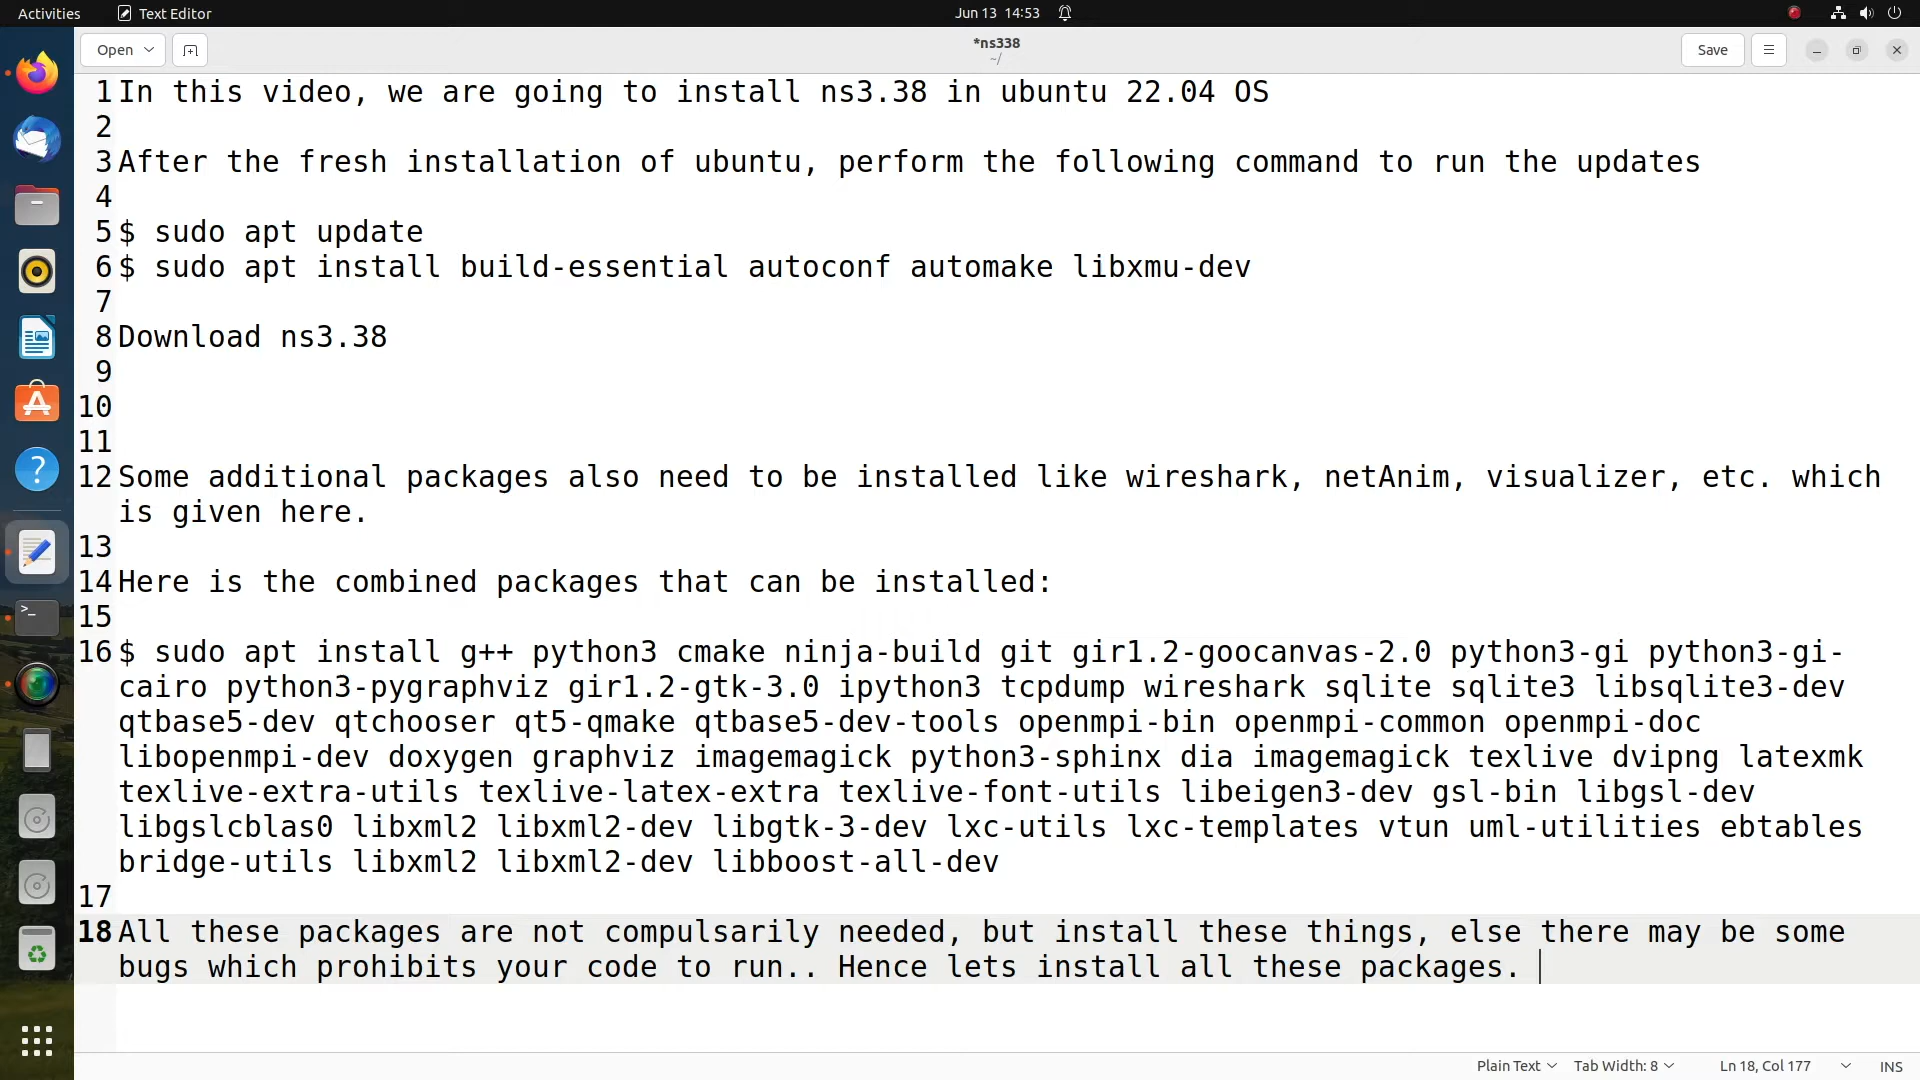 Activities
Text Editor
Jun 13 14:53
Open
*ns338
~/
Save
1 In this video, we are going to install ns3.38 in ubuntu 22.04 OS
2
3 After the fresh installation of ubuntu, perform the following command to run the updates
4
5 $ sudo apt update
6 $ sudo apt install build-essential autoconf automake libxmu-dev
7
8 Download ns3.38
9
10
11
12 Some additional packages also need to be installed like wireshark, netAnim, visualizer, etc. which
is given here.
13
14 Here is the combined packages that can be installed:
15
16 $ sudo apt install g++ python3 cmake ninja-build git gir1.2-goocanvas-2.0 python3-gi python3-gi-
cairo python3-pygraphviz gir1.2-gtk-3.0 ipython3 tcpdump wireshark sqlite sqlite3 libsqlite3-dev
qtbase5-dev qtchooser qt5-qmake qtbase5-dev-tools openmpi-bin openmpi-common openmpi-doc
libopenmpi-dev doxygen graphviz imagemagick python3-sphinx dia imagemagick texlive dvipng latexmk
texlive-extra-utils texlive-latex-extra texlive-font-utils libeigen3-dev gsl-bin libgsl-dev
libgslcblas0 libxml2 libxml2-dev libgtk-3-dev lxc-utils lxc-templates vtun uml-utilities ebtables
bridge-utils libxml2 libxml2-dev libboost-all-dev
17
18 All these packages are not compulsarily needed, but install these things, else there may be some
bugs which prohibits your code to run.. Hence lets install all these packages.
Plain Text
Tab Width: 8
Ln 18, Col 177
INS